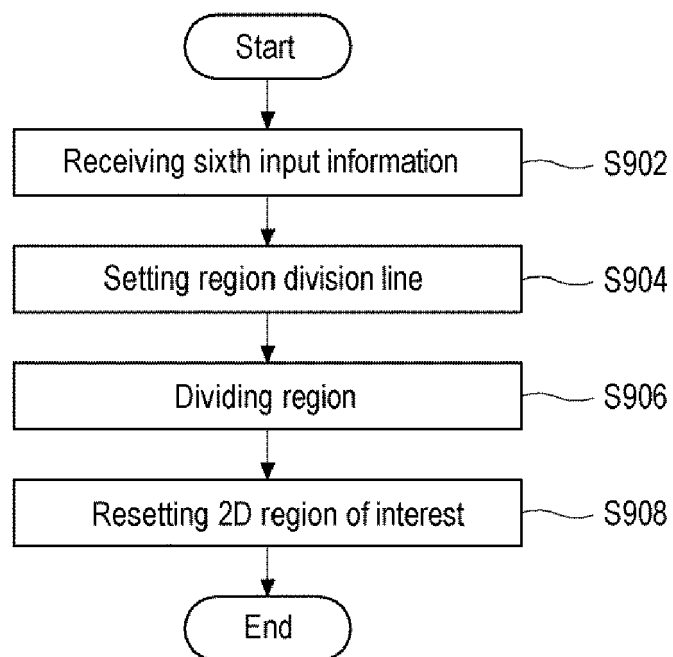 Start
Receiving sixth input information S902
Setting region division line S904
Dividing region S906
Resetting 2D region of interest S908
End